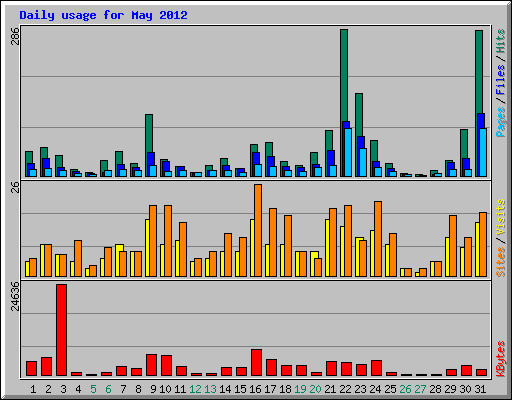 Daily usage for May 2012
286
Pages / Files / Hits
26
Sites / Visits
24636
KBytes
1 2 3 4 5 6 7 8 9 10 11 12 13 14 15 16 17 18 19 20 21 22 23 24 25 26 27 28 29 30 31